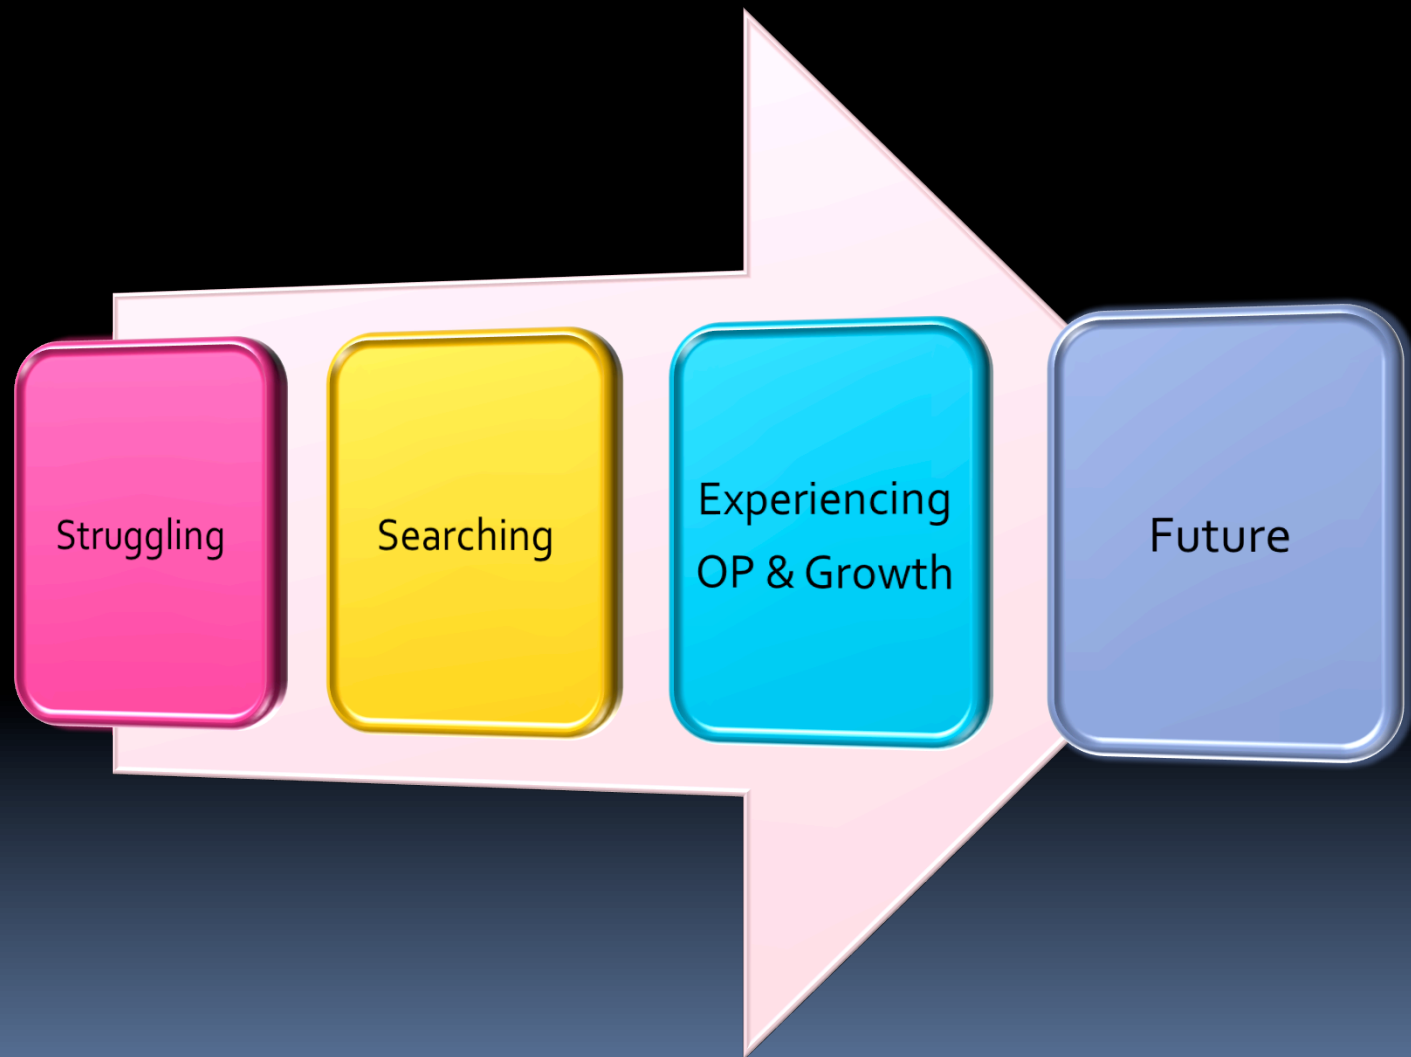 Struggling
Searching
Experiencing
OP & Growth
Future